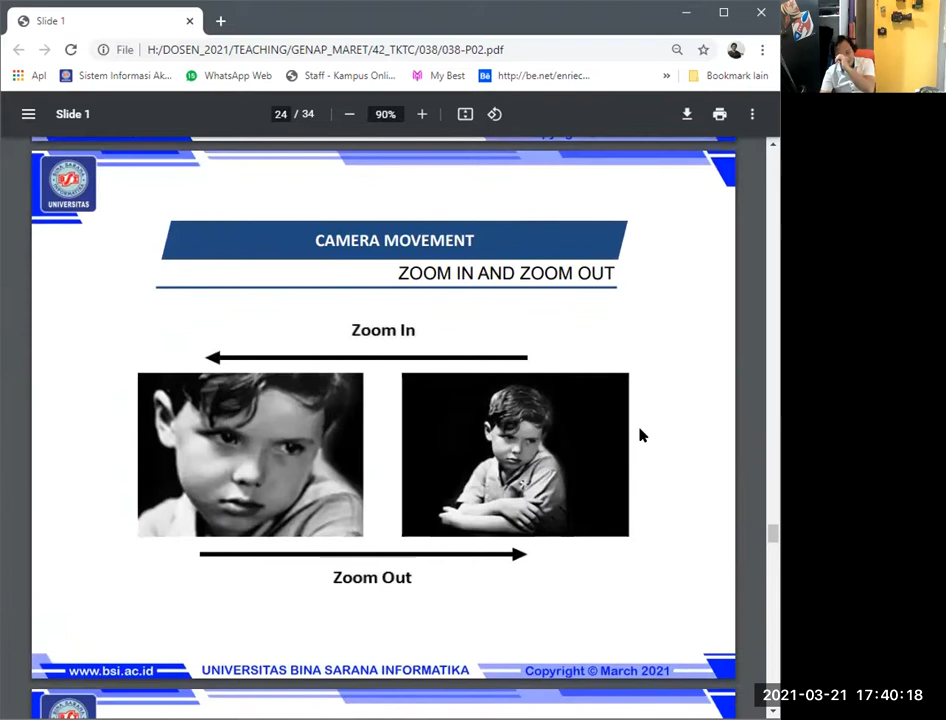 Slide 1
File
H:/DOSEN_2021/TEACHING/GENAP_MARET/42_TKTC/038/038-P02.pdf
Apl
Sistem Informasi Ak...
WhatsApp Web
Staff - Kampus Onli...
My Best
Bē
http://be.net/enriec...
»
Bookmark lain
Slide 1
24 / 34
90%
UNIVERSITAS
CAMERA MOVEMENT
ZOOM IN AND ZOOM OUT
Zoom In
Zoom Out
www.bsi.ac.id
UNIVERSITAS BINA SARANA INFORMATIKA
Copyright © March 2021
2021-03-21 17:40:18